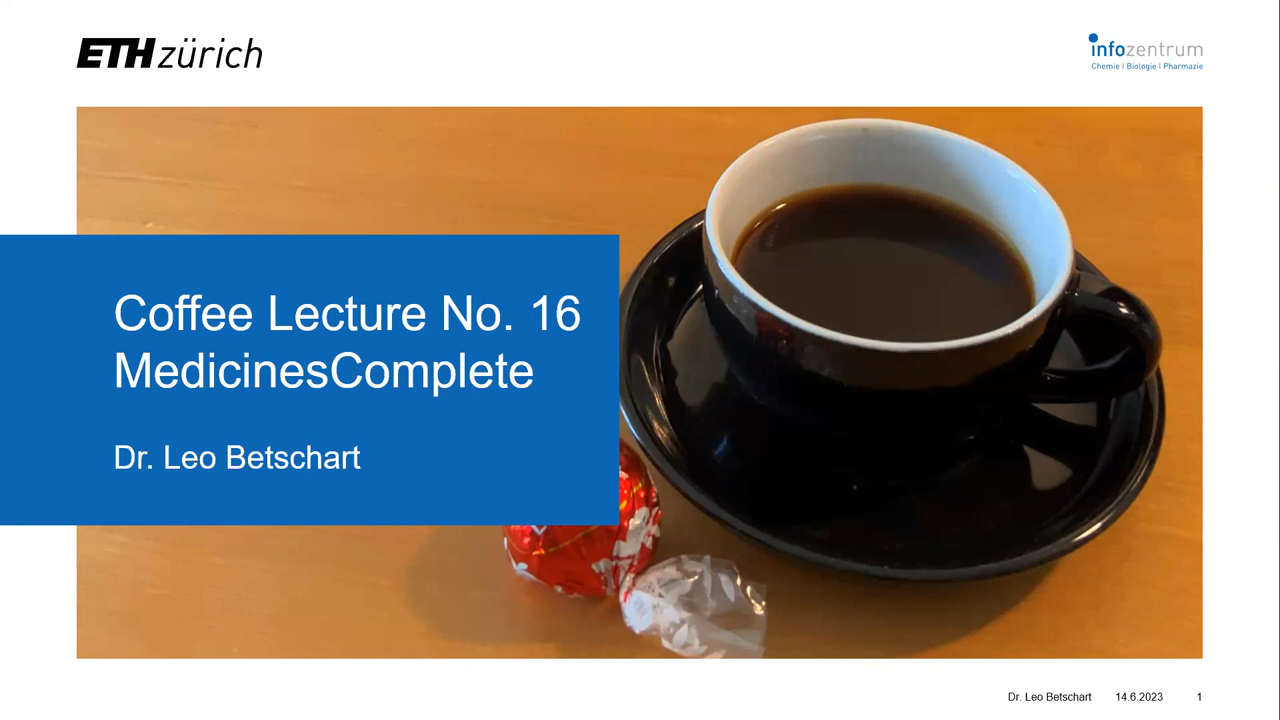 ETH zürich
infozentrum
Chemie | Biologie | Pharmazie
Coffee Lecture No. 16
MedicinesComplete
Dr. Leo Betschart
Dr. Leo Betschart 14.6.2023 1